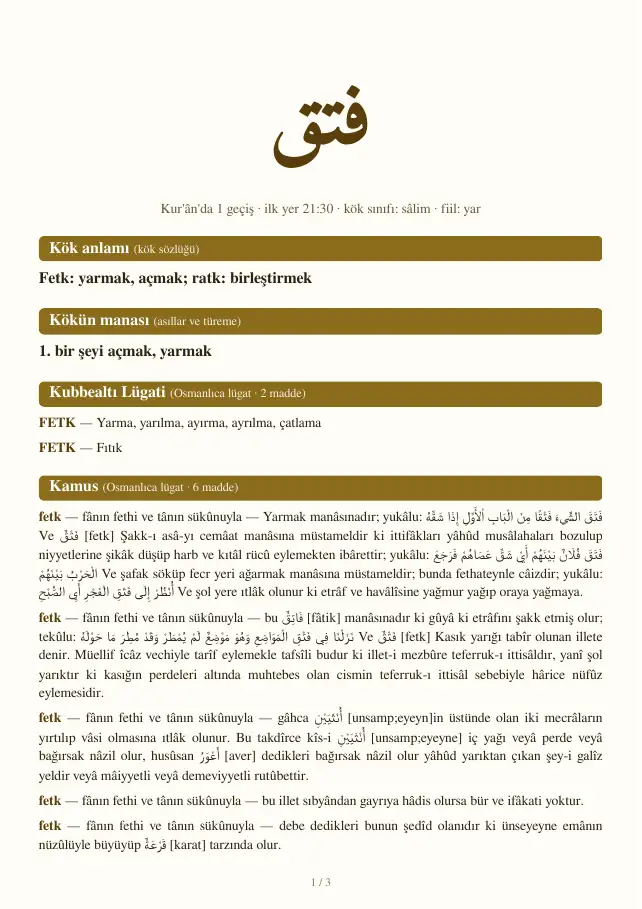 فتق
Kur'ân'da 1 geçiş · ilk yer 21:30 · kök sınıfı: sâlim · fiil: yar
Kök anlamı (kök sözlüğü)
Fetk: yarmak, açmak; ratk: birleştirmek
Kökün manası (asıllar ve türeme)
1. bir şeyi açmak, yarmak
Kubbealtı Lügati (Osmanlıca lügat · 2 madde)
FETK — Yarma, yarılma, ayırma, ayrılma, çatlama
FETK — Fıtık
Kamus (Osmanlıca lügat · 6 madde)
fetk — fânın fethi ve tânın sükûnuyla — Yarmak manâsınadır; yukâlu: فَتَقَ الشَّيْءَ فَتْقًا مِنَ الْبَابِ الْأَوَّلِ إِذَا شَقَّهُ
Ve فَتْقٌ [fetk] Şakk-ı asâ-yı cemâat manâsına müstameldir ki ittifâkları yâhûd musâlahaları bozulup
niyyetlerine şikâk düşüp harb ve kıtâl rücû eylemekten ibârettir; yukâlu: فَتَقَ فُلَانٌ بَيْنَهُمْ أَيْ شَقَّ عَصَاهُمْ فَرَجَعَ
الْحَرْبُ بَيْنَهُمْ Ve şafak söküp fecr yeri ağarmak manâsına müstameldir; bunda fethateynle câizdir; yukâlu:
أُنْظُرْ إِلَى فَتْقِ الْفَجْرِ أَيِ الصُّبْحِ Ve şol yere ıtlâk olunur ki etrâf ve havâlîsine yağmur yağıp oraya yağmaya.
fetk — fânın fethi ve tânın sükûnuyla — bu فَاتِقٌ [fâtik] manâsınadır ki gûyâ ki etrafını şakk etmiş olur;
tekûlu: نَزَلْنَا فِي فَتْقِ الْمَوَاضِعِ وَهُوَ مَوْضِعٌ لَمْ يُمْطَرْ وَقَدْ مُطِرَ مَا حَوْلَهُ Ve فَتْقٌ [fetk] Kasık yarığı tabîr olunan illete
denir. Müellif îcâz vechiyle tarîf eylemekle tafsîli budur ki illet-i mezbûre teferruk-ı ittisâldir, yanî şol
yarıktır ki kasığın perdeleri altında muhtebes olan cismin teferruk-ı ittisâl sebebiyle hârice nüfûz
eylemesidir.
fetk — fânın fethi ve tânın sükûnuyla — gâhca أُنْثَيَيْنِ [unsamp;eyeyn]in üstünde olan iki mecrâların
yırtılıp vâsi olmasına ıtlâk olunur. Bu takdîrce kîs-i أُنْثَيَيْنِ [unsamp;eyeyne] iç yağı veyâ perde veyâ
bağırsak nâzil olur, husûsan أَعْوَرُ [aver] dedikleri bağırsak nâzil olur yâhûd yarıktan çıkan şey-i galîz
yeldir veyâ mâiyyetli veyâ demeviyyetli rutûbettir.
fetk — fânın fethi ve tânın sükûnuyla — bu illet sıbyândan gayrıya hâdis olursa bür ve ifâkati yoktur.
fetk — fânın fethi ve tânın sükûnuyla — debe dedikleri bunun şedîd olanıdır ki ünseyeyne emânın
nüzûlüyle büyüyüp قَرْعَةٌ [karat] tarzında olur.
1 / 3